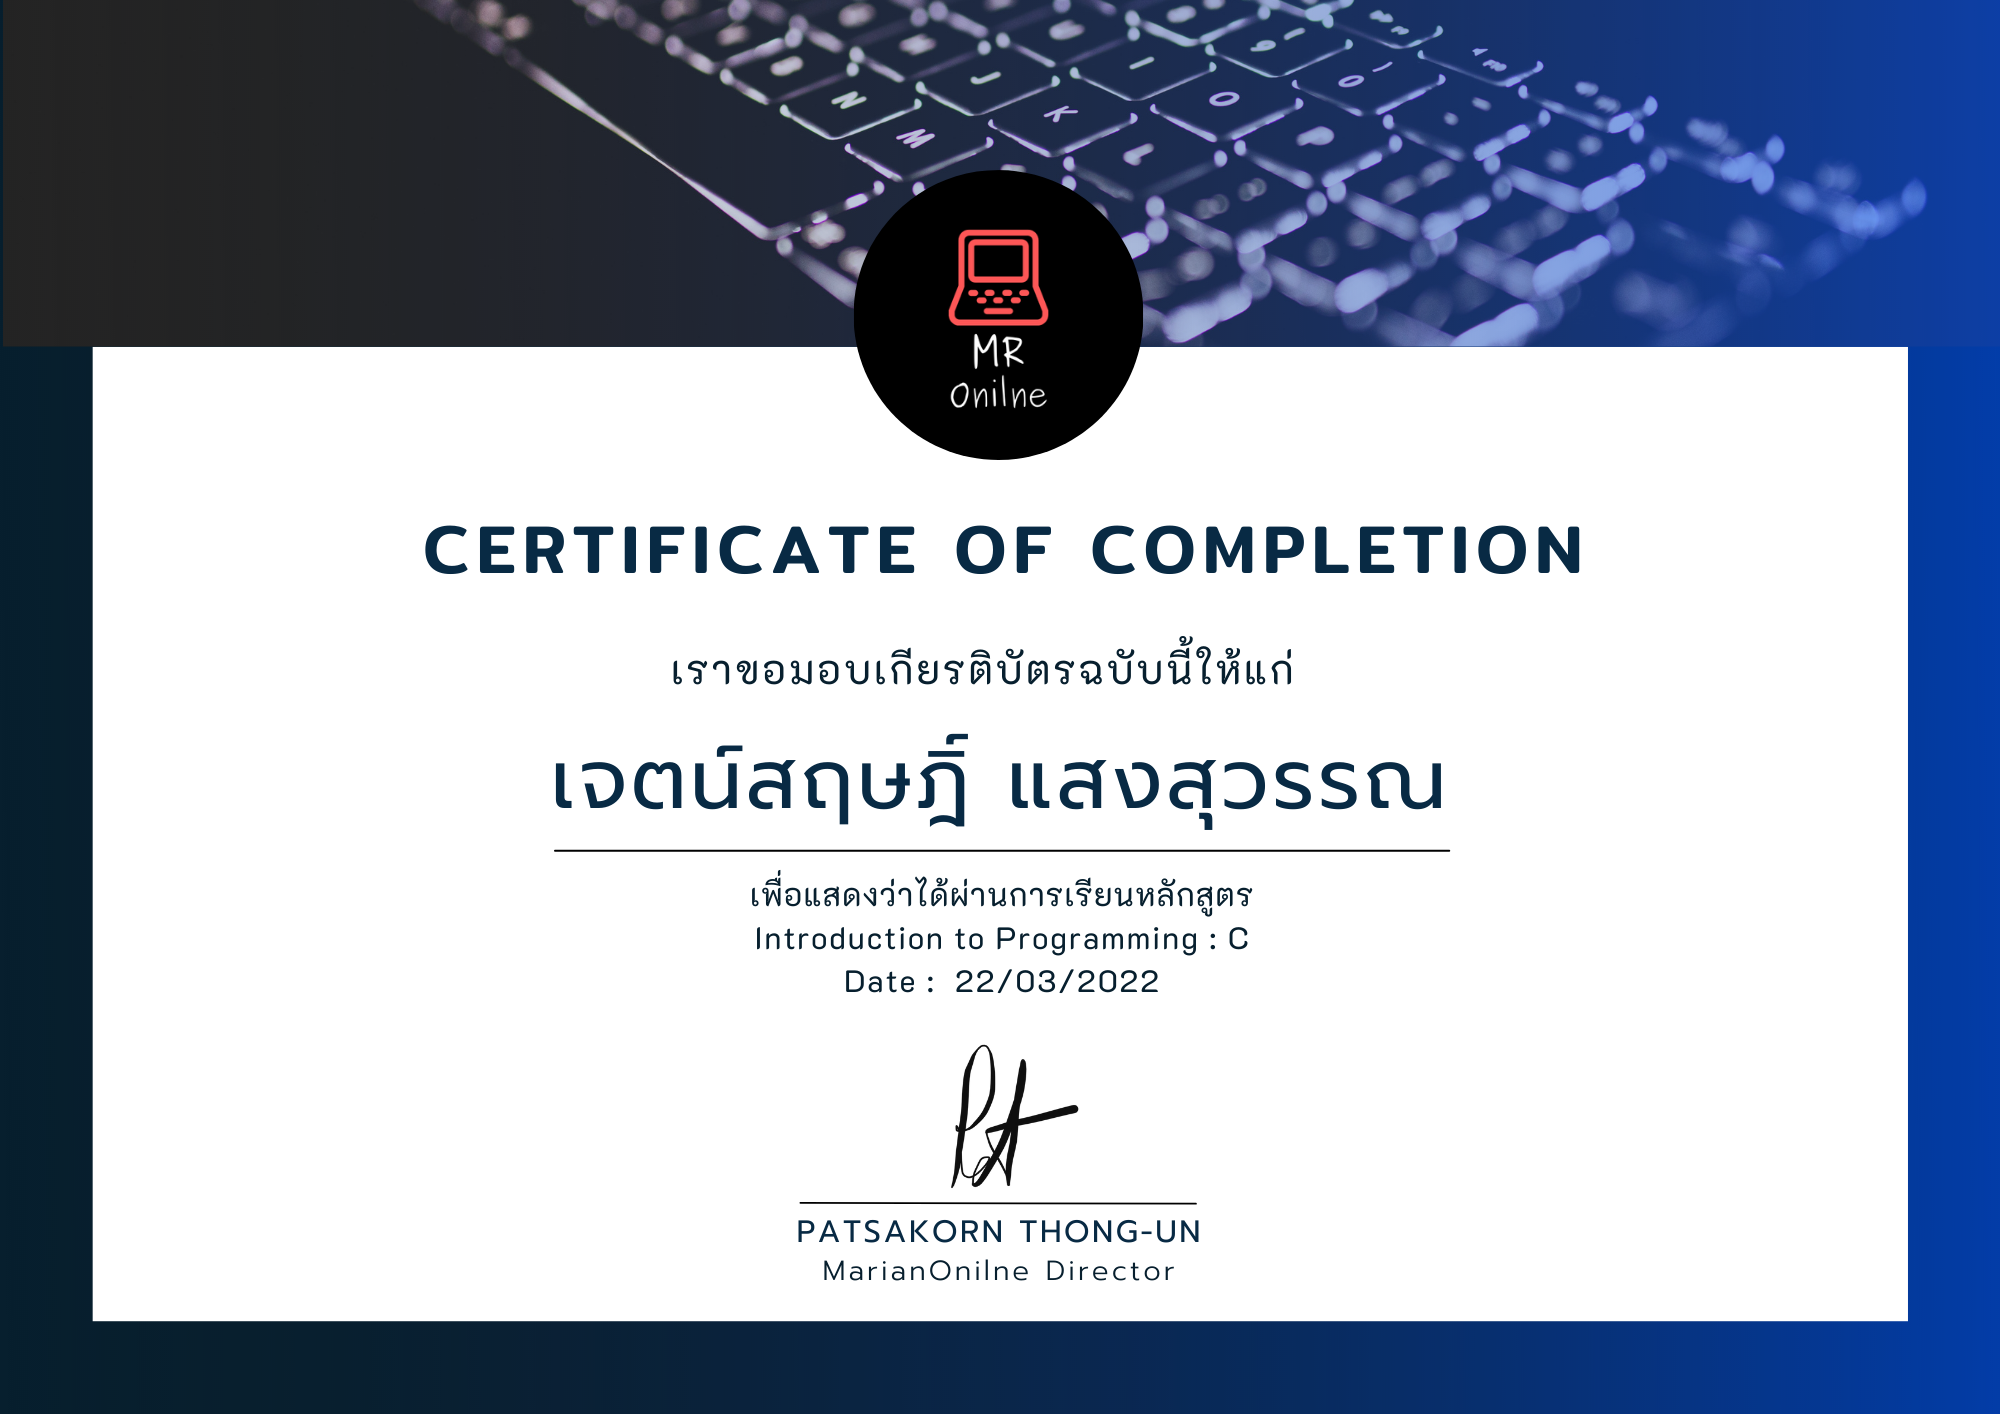 MR
Onilne
CERTIFICATE OF COMPLETION
เราขอมอบเกียรติบัตรฉบับนี้ให้แก่
เจตน์สฤษฎิ์ แสงสุวรรณ
เพื่อแสดงว่าได้ผ่านการเรียนหลักสูตร
Introduction to Programming : C
Date : 22/03/2022
PATSAKORN THONG-UN
MarianOnilne Director